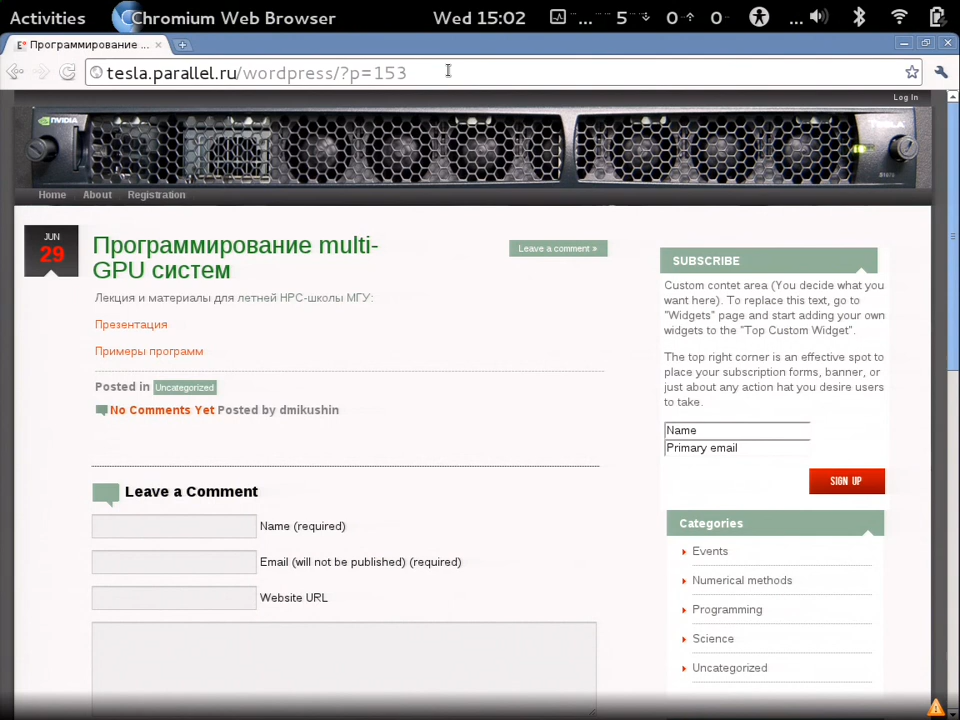 Activities
Chromium Web Browser
Wed 15:02
... 5 0 0 ...
Программирование ...
tesla.parallel.ru/wordpress/?p=153
Log In
NVIDIA
TESLA
Home About Registration
JUN
29
Программирование multi-
GPU систем
Leave a comment »
Лекция и материалы для летней HPC-школы МГУ:
Презентация
Примеры программ
Posted in Uncategorized
No Comments Yet Posted by dmikushin
Leave a Comment
Name (required)
Email (will not be published) (required)
Website URL
SUBSCRIBE
Custom contet area (You decide what you
want here). To replace this text, go to
"Widgets" page and start adding your own
widgets to the "Top Custom Widget".
The top right corner is an effective spot to
place your subscription forms, banner, or
just about any action hat you desire users
to take.
Name
Primary email
SIGN UP
Categories
Events
Numerical methods
Programming
Science
Uncategorized